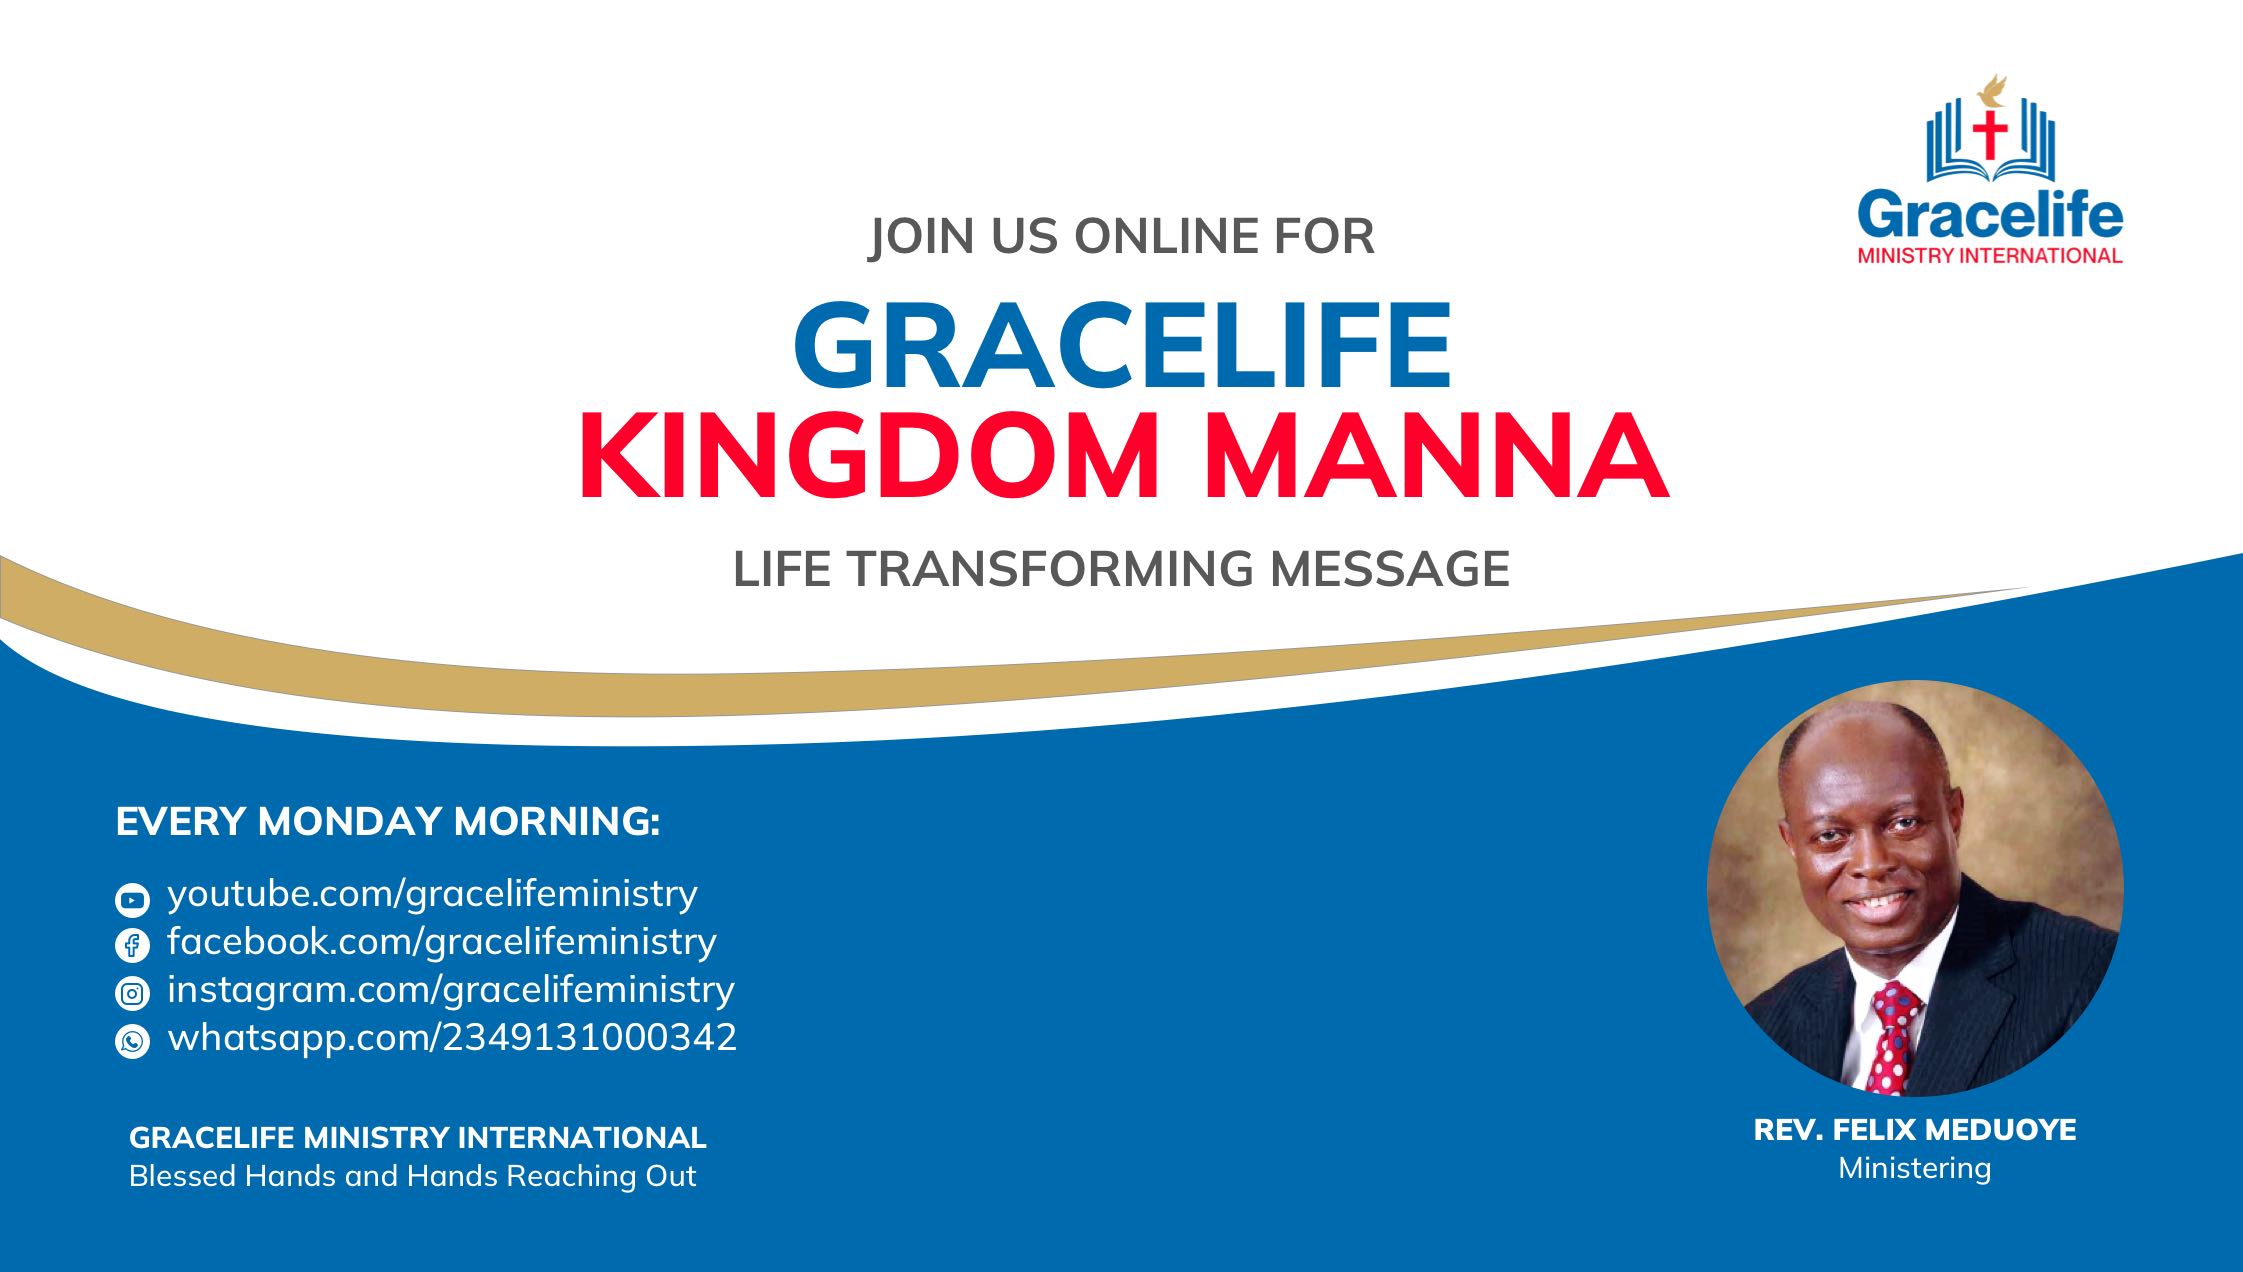 Gracelife
MINISTRY INTERNATIONAL
JOIN US ONLINE FOR
GRACELIFE
KINGDOM MANNA
LIFE TRANSFORMING MESSAGE
EVERY MONDAY MORNING:
youtube.com/gracelifeministry
facebook.com/gracelifeministry
instagram.com/gracelifeministry
whatsapp.com/2349131000342
GRACELIFE MINISTRY INTERNATIONAL
Blessed Hands and Hands Reaching Out
REV. FELIX MEDUOYE
Ministering